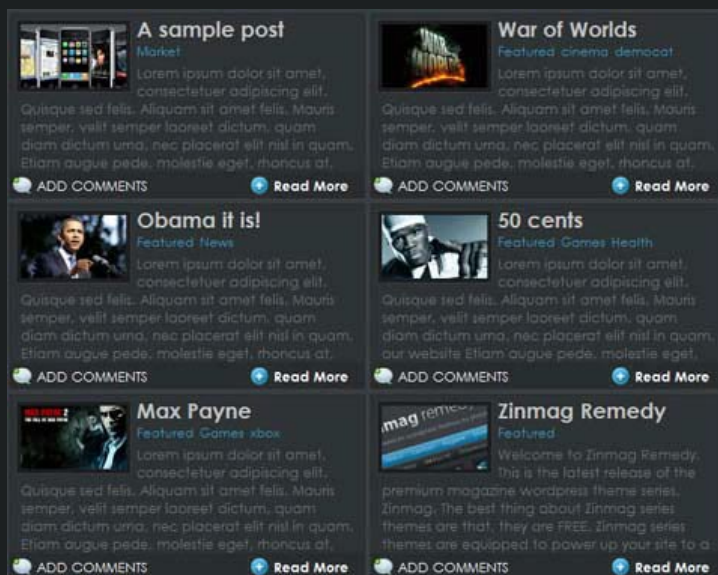 A sample post
Market
Lorem ipsum dolor sit amet,
consectetuer adipiscing elit.
Quisque sed felis. Aliquam sit amet felis. Mauris
semper, velit semper laoreet dictum, quam
diam dictum urna, nec placerat elit nisl in quam.
Etiam augue pede, molestie eget, rhoncus at,
ADD COMMENTS
Read More
War of Worlds
Featured cinema democat
WAR
WORLDS
Lorem ipsum dolor sit amet,
consectetuer adipiscing elit.
Quisque sed felis. Aliquam sit amet felis. Mauris
semper, velit semper laoreet dictum, quam
diam dictum urna, nec placerat elit nisl in quam.
Etiam augue pede, molestie eget, rhoncus at,
ADD COMMENTS
Read More
Obama it is!
Featured News
Lorem ipsum dolor sit amet,
consectetuer adipiscing elit.
Quisque sed felis. Aliquam sit amet felis. Mauris
semper, velit semper laoreet dictum, quam
diam dictum urna, nec placerat elit nisl in quam.
Etiam augue pede, molestie eget, rhoncus at,
ADD COMMENTS
Read More
50 cents
Featured Games Health
Lorem ipsum dolor sit amet,
consectetuer adipiscing elit.
Quisque sed felis. Aliquam sit amet felis. Mauris
semper, velit semper laoreet dictum, quam
diam dictum urna, nec placerat elit nisl in quam.
our website Etiam augue pede, molestie eget,
ADD COMMENTS
Read More
Max Payne
Featured Games xbox
MAX PAYNE 2
THE FALL OF MAX PAYNE
Lorem ipsum dolor sit amet,
consectetuer adipiscing elit.
Quisque sed felis. Aliquam sit amet felis. Mauris
semper, velit semper laoreet dictum, quam
diam dictum urna, nec placerat elit nisl in quam.
Etiam augue pede, molestie eget, rhoncus at,
ADD COMMENTS
Read More
Zinmag Remedy
Featured
Welcome to Zinmag Remedy.
This is the latest release of the
premium magazine wordpress theme series,
Zinmag. The best thing about Zinmag series
themes are that, they are FREE. Zinmag series
themes are equipped to power up your site to a
ADD COMMENTS
Read More